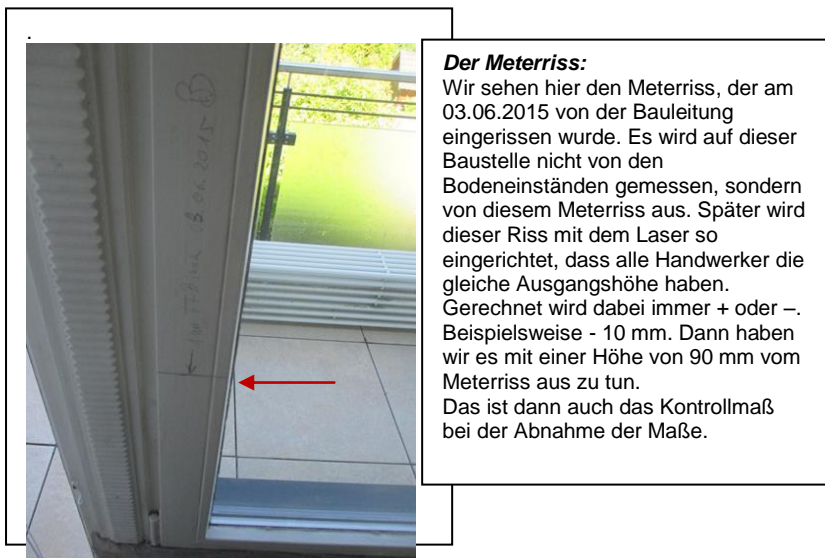 .
Der Meterriss:
Wir sehen hier den Meterriss, der am
03.06.2015 von der Bauleitung
eingerissen wurde. Es wird auf dieser
Baustelle nicht von den
Bodeneinständen gemessen, sondern
von diesem Meterriss aus. Später wird
dieser Riss mit dem Laser so
eingerichtet, dass alle Handwerker die
gleiche Ausgangshöhe haben.
Gerechnet wird dabei immer + oder –.
Beispielsweise - 10 mm. Dann haben
wir es mit einer Höhe von 90 mm vom
Meterriss aus zu tun.
Das ist dann auch das Kontrollmaß
bei der Abnahme der Maße.
03.06.2015